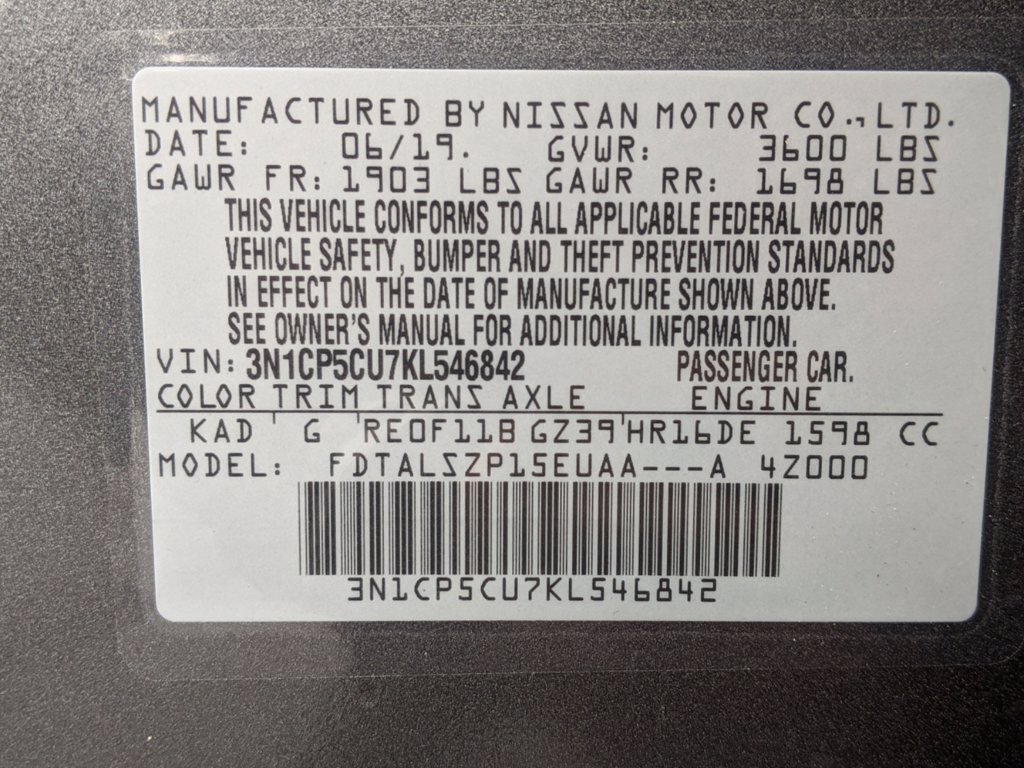 MANUFACTURED BY NISSAN MOTOR CO.,LTD.
DATE: 06/19. GVWR: 3600 LBS
GAWR FR: 1903 LBS GAWR RR: 1698 LBS
THIS VEHICLE CONFORMS TO ALL APPLICABLE FEDERAL MOTOR
VEHICLE SAFETY, BUMPER AND THEFT PREVENTION STANDARDS
IN EFFECT ON THE DATE OF MANUFACTURE SHOWN ABOVE.
SEE OWNER'S MANUAL FOR ADDITIONAL INFORMATION.
VIN: 3N1CP5CU7KL546842 PASSENGER CAR.
COLOR TRIM TRANS AXLE ENGINE
KAD G RE0F11B GZ39 HR16DE 1598 CC
MODEL: FDTALSZP15EUAA---A 4Z000
3N1CP5CU7KL546842